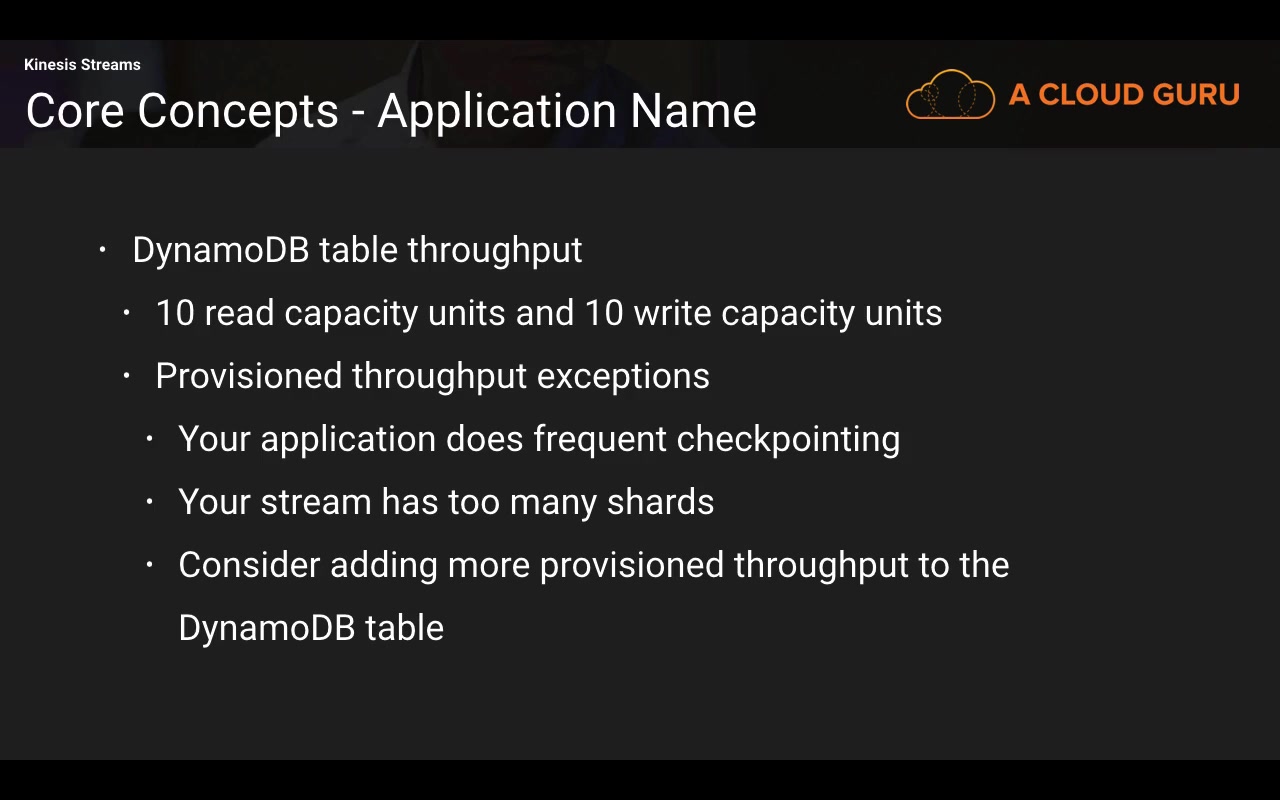 Kinesis Streams
Core Concepts - Application Name
A CLOUD GURU
• DynamoDB table throughput
• 10 read capacity units and 10 write capacity units
• Provisioned throughput exceptions
• Your application does frequent checkpointing
• Your stream has too many shards
• Consider adding more provisioned throughput to the
DynamoDB table